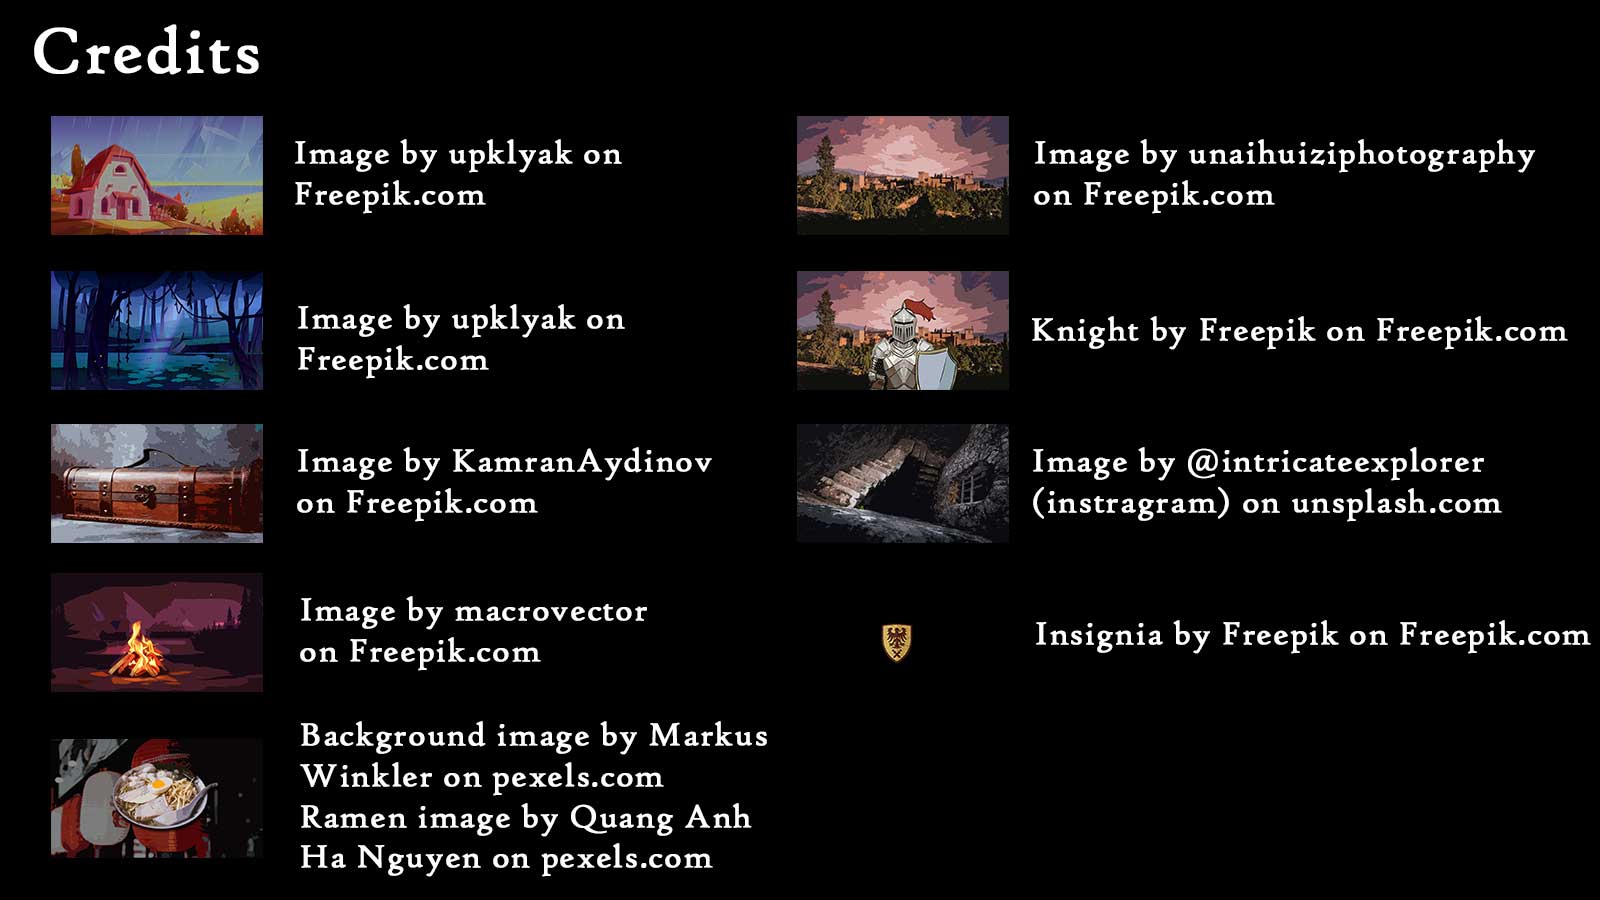 Credits
Image by upklyak on
Freepik.com
Image by upklyak on
Freepik.com
Image by KamranAydinov
on Freepik.com
Image by macrovector
on Freepik.com
Background image by Markus
Winkler on pexels.com
Ramen image by Quang Anh
Ha Nguyen on pexels.com
Image by unaihuiziphotography
on Freepik.com
Knight by Freepik on Freepik.com
Image by @intricateexplorer
(instragram) on unsplash.com
Insignia by Freepik on Freepik.com